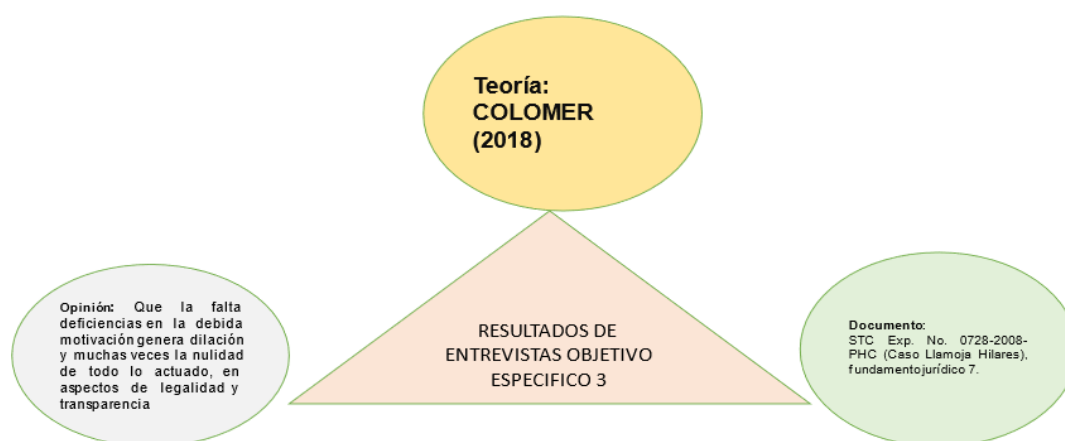 Teoría:
COLOMER
(2018)
Opinión: Que la falta
deficiencias en la debida
motivación genera dilación
y muchas veces la nulidad
de todo lo actuado, en
aspectos de legalidad y
transparencia
RESULTADOS DE
ENTREVISTAS OBJETIVO
ESPECIFICO 3
Documento:
STC Exp. No. 0728-2008-
PHC (Caso Llamoja Hilares),
fundamento jurídico 7.